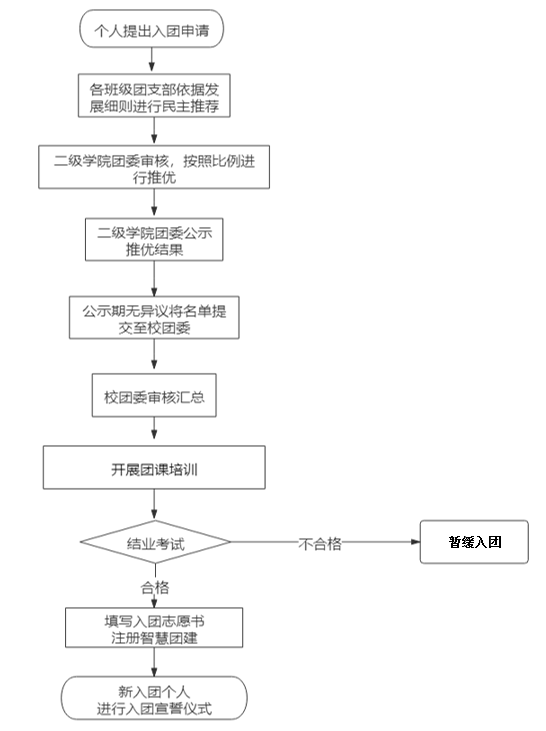 个人提出入团申请
各班级团支部依据发
展细则进行民主推荐
二级学院团委审核，按照比例进
行推优
二级学院团委公示
推优结果
公示期无异议将名单提
交至校团委
校团委审核汇总
开展团课培训
结业考试
不合格
暂缓入团
合格
填写入团志愿书
注册智慧团建
新入团个人
进行入团宣誓仪式